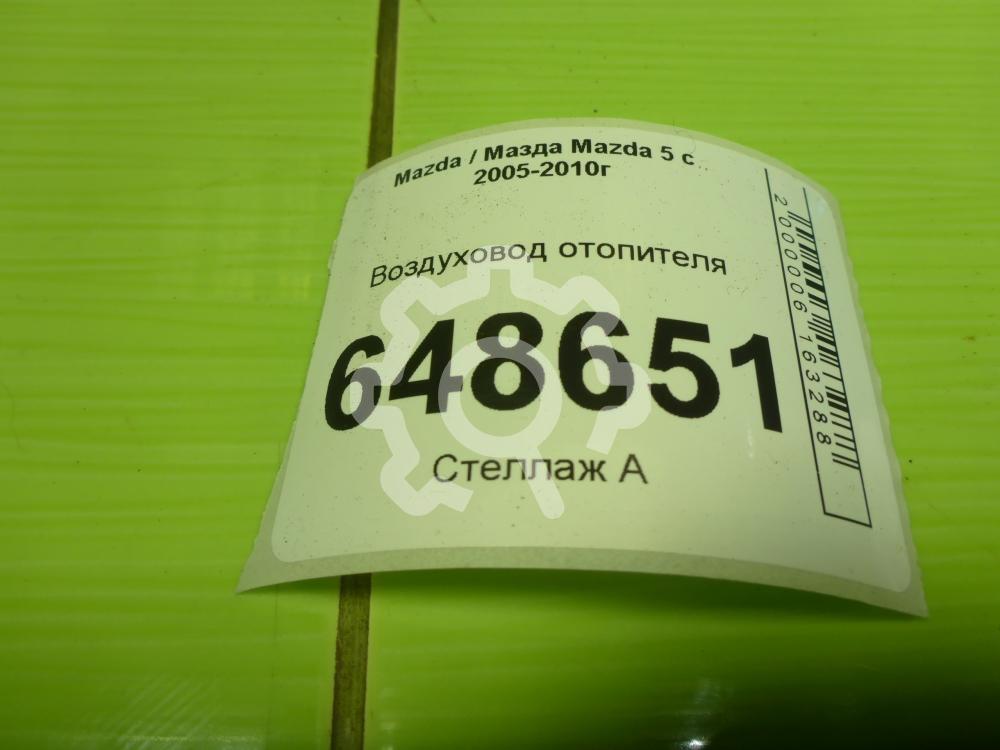 Mazda / Мазда Mazda 5 с
2005-2010г
Воздуховод отопителя
648651
Стеллаж А
2000006163288